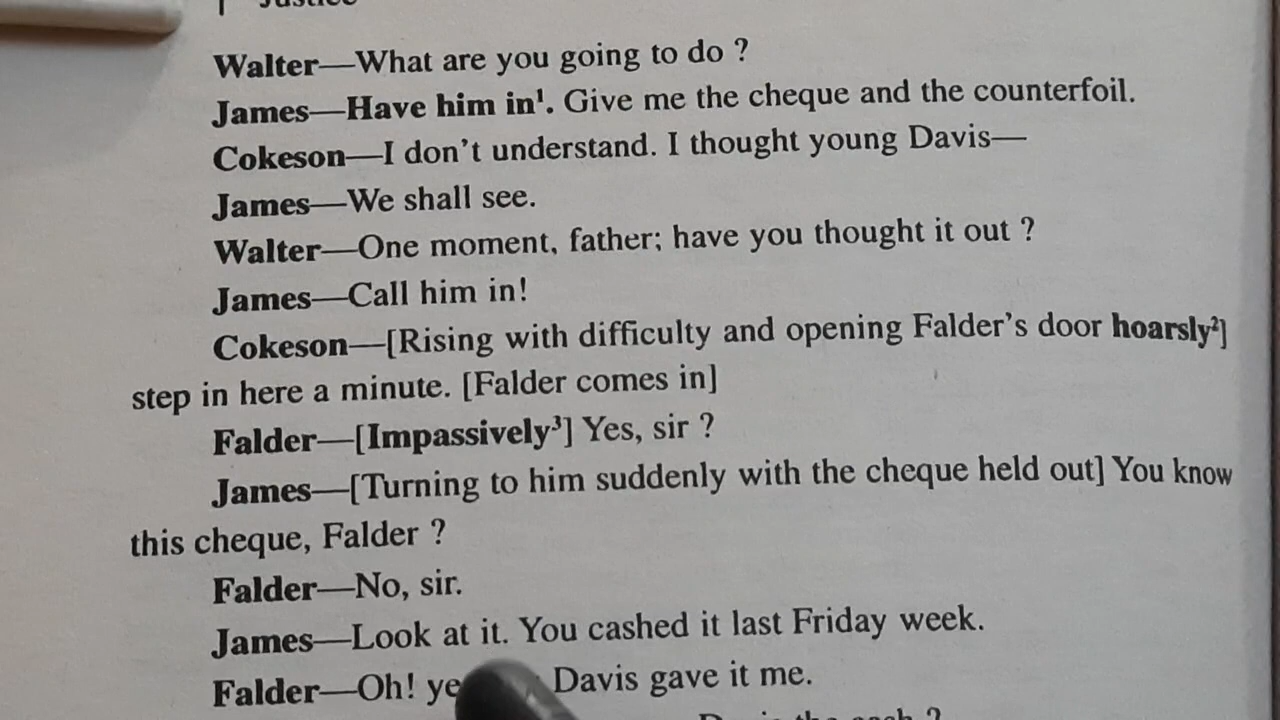 Justice
Walter—What are you going to do ?
James—Have him in¹. Give me the cheque and the counterfoil.
Cokeson—I don't understand. I thought young Davis—
James—We shall see.
Walter—One moment, father; have you thought it out ?
James—Call him in!
Cokeson—[Rising with difficulty and opening Falder's door hoarsly²]
step in here a minute. [Falder comes in]
Falder—[Impassively³] Yes, sir ?
James—[Turning to him suddenly with the cheque held out] You know
this cheque, Falder ?
Falder—No, sir.
James—Look at it. You cashed it last Friday week.
Falder—Oh! ye Davis gave it me.